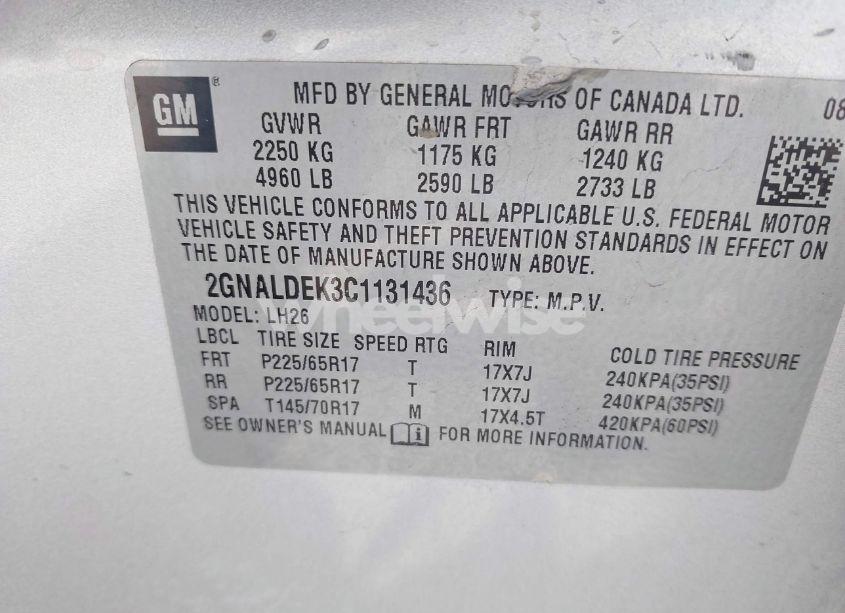 GM ®
MFD BY GENERAL MOTORS OF CANADA LTD. 08
GVWR GAWR FRT GAWR RR
2250 KG 1175 KG 1240 KG
4960 LB 2590 LB 2733 LB
THIS VEHICLE CONFORMS TO ALL APPLICABLE U.S. FEDERAL MOTOR
VEHICLE SAFETY AND THEFT PREVENTION STANDARDS IN EFFECT ON
THE DATE OF MANUFACTURE SHOWN ABOVE.
2GNALDEK3C1131436 TYPE: M.P.V.
Wheelwise
MODEL: LH26
LBCL TIRE SIZE SPEED RTG RIM COLD TIRE PRESSURE
FRT P225/65R17 T 17X7J 240KPA(35PSI)
RR P225/65R17 T 17X7J 240KPA(35PSI)
SPA T145/70R17 M 17X4.5T 420KPA(60PSI)
SEE OWNER'S MANUAL i FOR MORE INFORMATION.